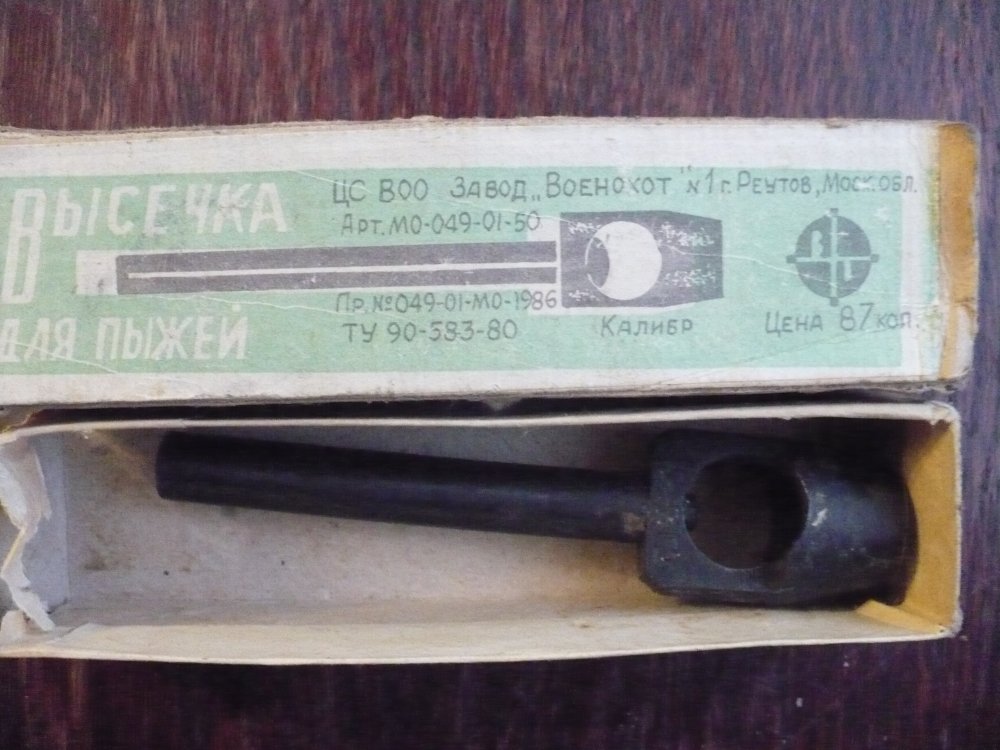 Высечка
для пыжей
ЦС ВОО Завод „Военохот" N1 г. Реутов, Моск. обл.
Арт. МО-049-01-50
Пр. №049-01-МО-1986
ТУ 90-583-80
Калибр
Цена 87 коп.